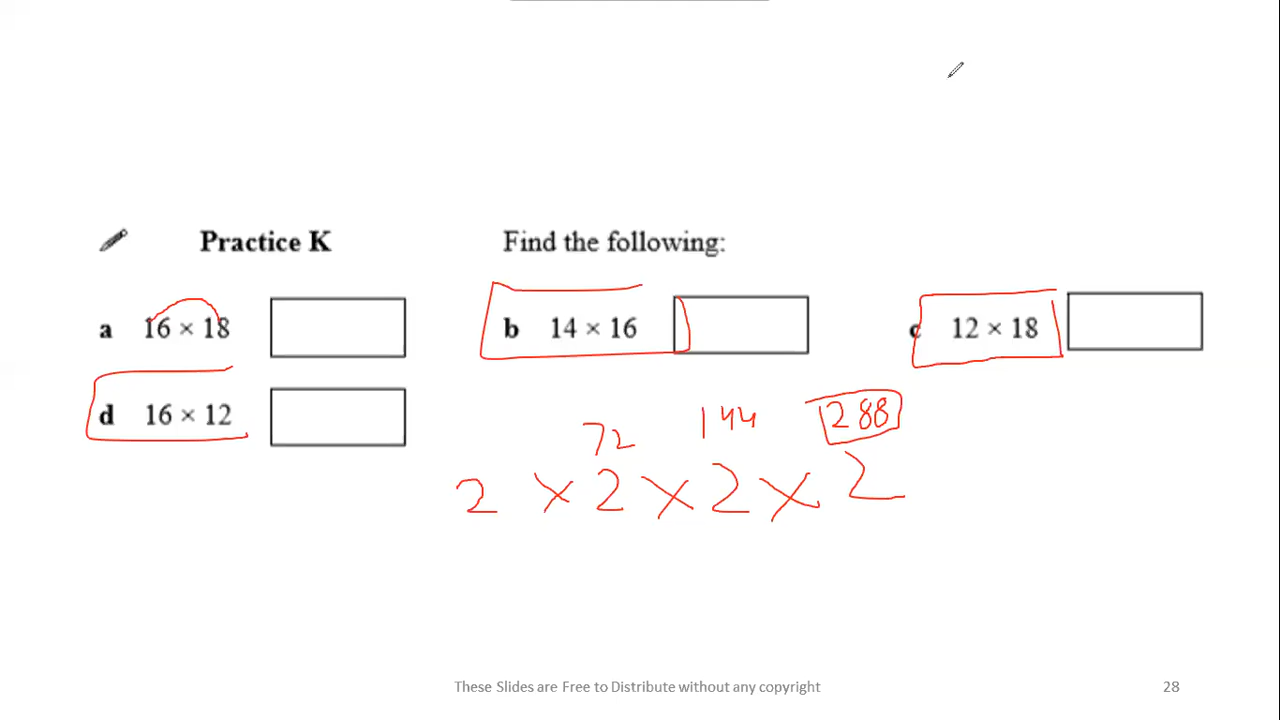 Practice K Find the following:
a 16 × 18 b 14 × 16 c 12 × 18
d 16 × 12
72 144 288
2 × 2 × 2 × 2
These Slides are Free to Distribute without any copyright 28